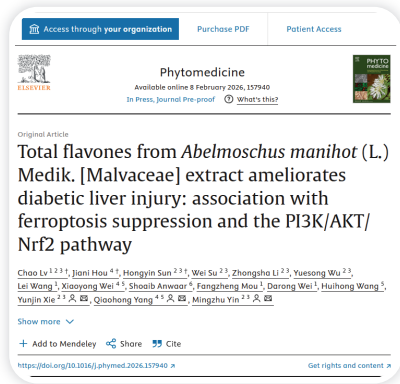 Access through your organization
Purchase PDF
Patient Access
ELSEVIER
Phytomedicine
Available online 8 February 2026, 157940
In Press, Journal Pre-proof What's this?
PHYTO
medicine
Original Article
Total flavones from Abelmoschus manihot (L.)
Medik. [Malvaceae] extract ameliorates
diabetic liver injury: association with
ferroptosis suppression and the PI3K/AKT/
Nrf2 pathway
Chao Lv 1 2 3 †, Jiani Hou 4 †, Hongyin Sun 2 3 †, Wei Su 2 3, Zhongsha Li 2 3, Yuesong Wu 2 3,
Lei Wang 1, Xiaoyong Wei 4 5, Shoaib Anwaar 6, Fangzheng Mou 1, Darong Wei 1, Huihong Wang 5,
Yunjin Xie 2 3, Qiaohong Yang 4 5, Mingzhu Yin 2 3
Show more
Add to Mendeley Share Cite
https://doi.org/10.1016/j.phymed.2026.157940
Get rights and content